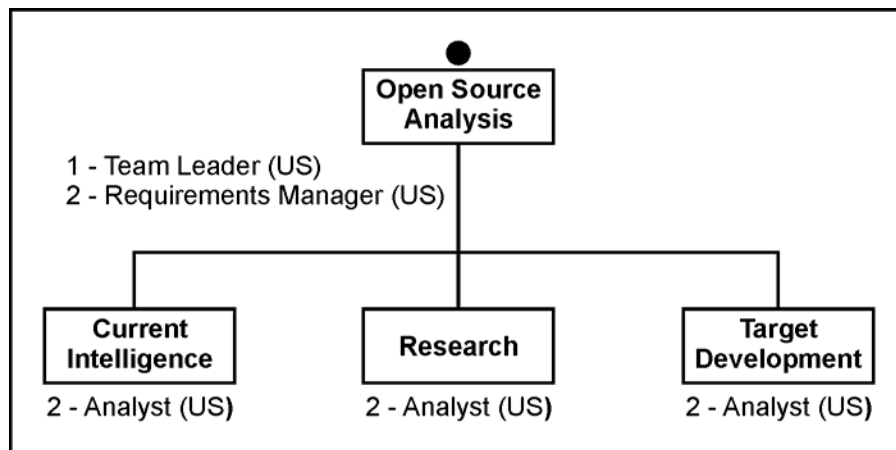 Open Source
Analysis
1 - Team Leader (US)
2 - Requirements Manager (US)
Current
Intelligence
2 - Analyst (US)
Research
2 - Analyst (US)
Target
Development
2 - Analyst (US)